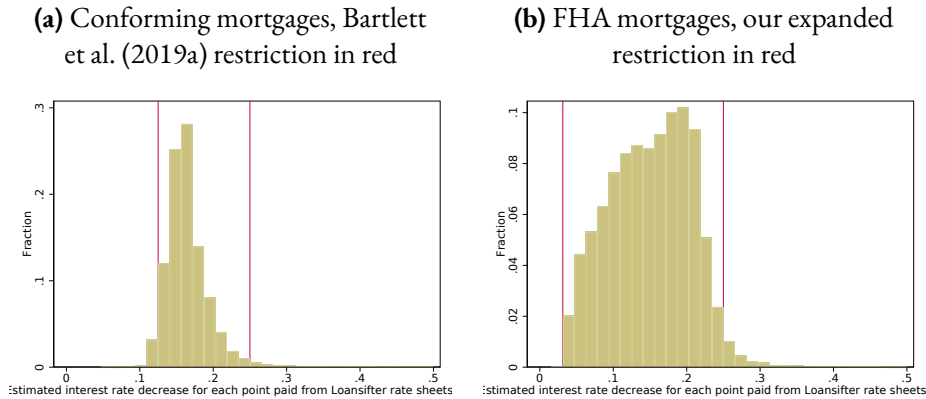 (a) Conforming mortgages, Bartlett
et al. (2019a) restriction in red
.3
.2
.1
0
Fraction
0 .1 .2 .3 .4 .5
Estimated interest rate decrease for each point paid from Loansifter rate sheets
(b) FHA mortgages, our expanded
restriction in red
.1
.08
.06
.04
.02
0
Fraction
0 .1 .2 .3 .4 .5
Estimated interest rate decrease for each point paid from Loansifter rate sheets